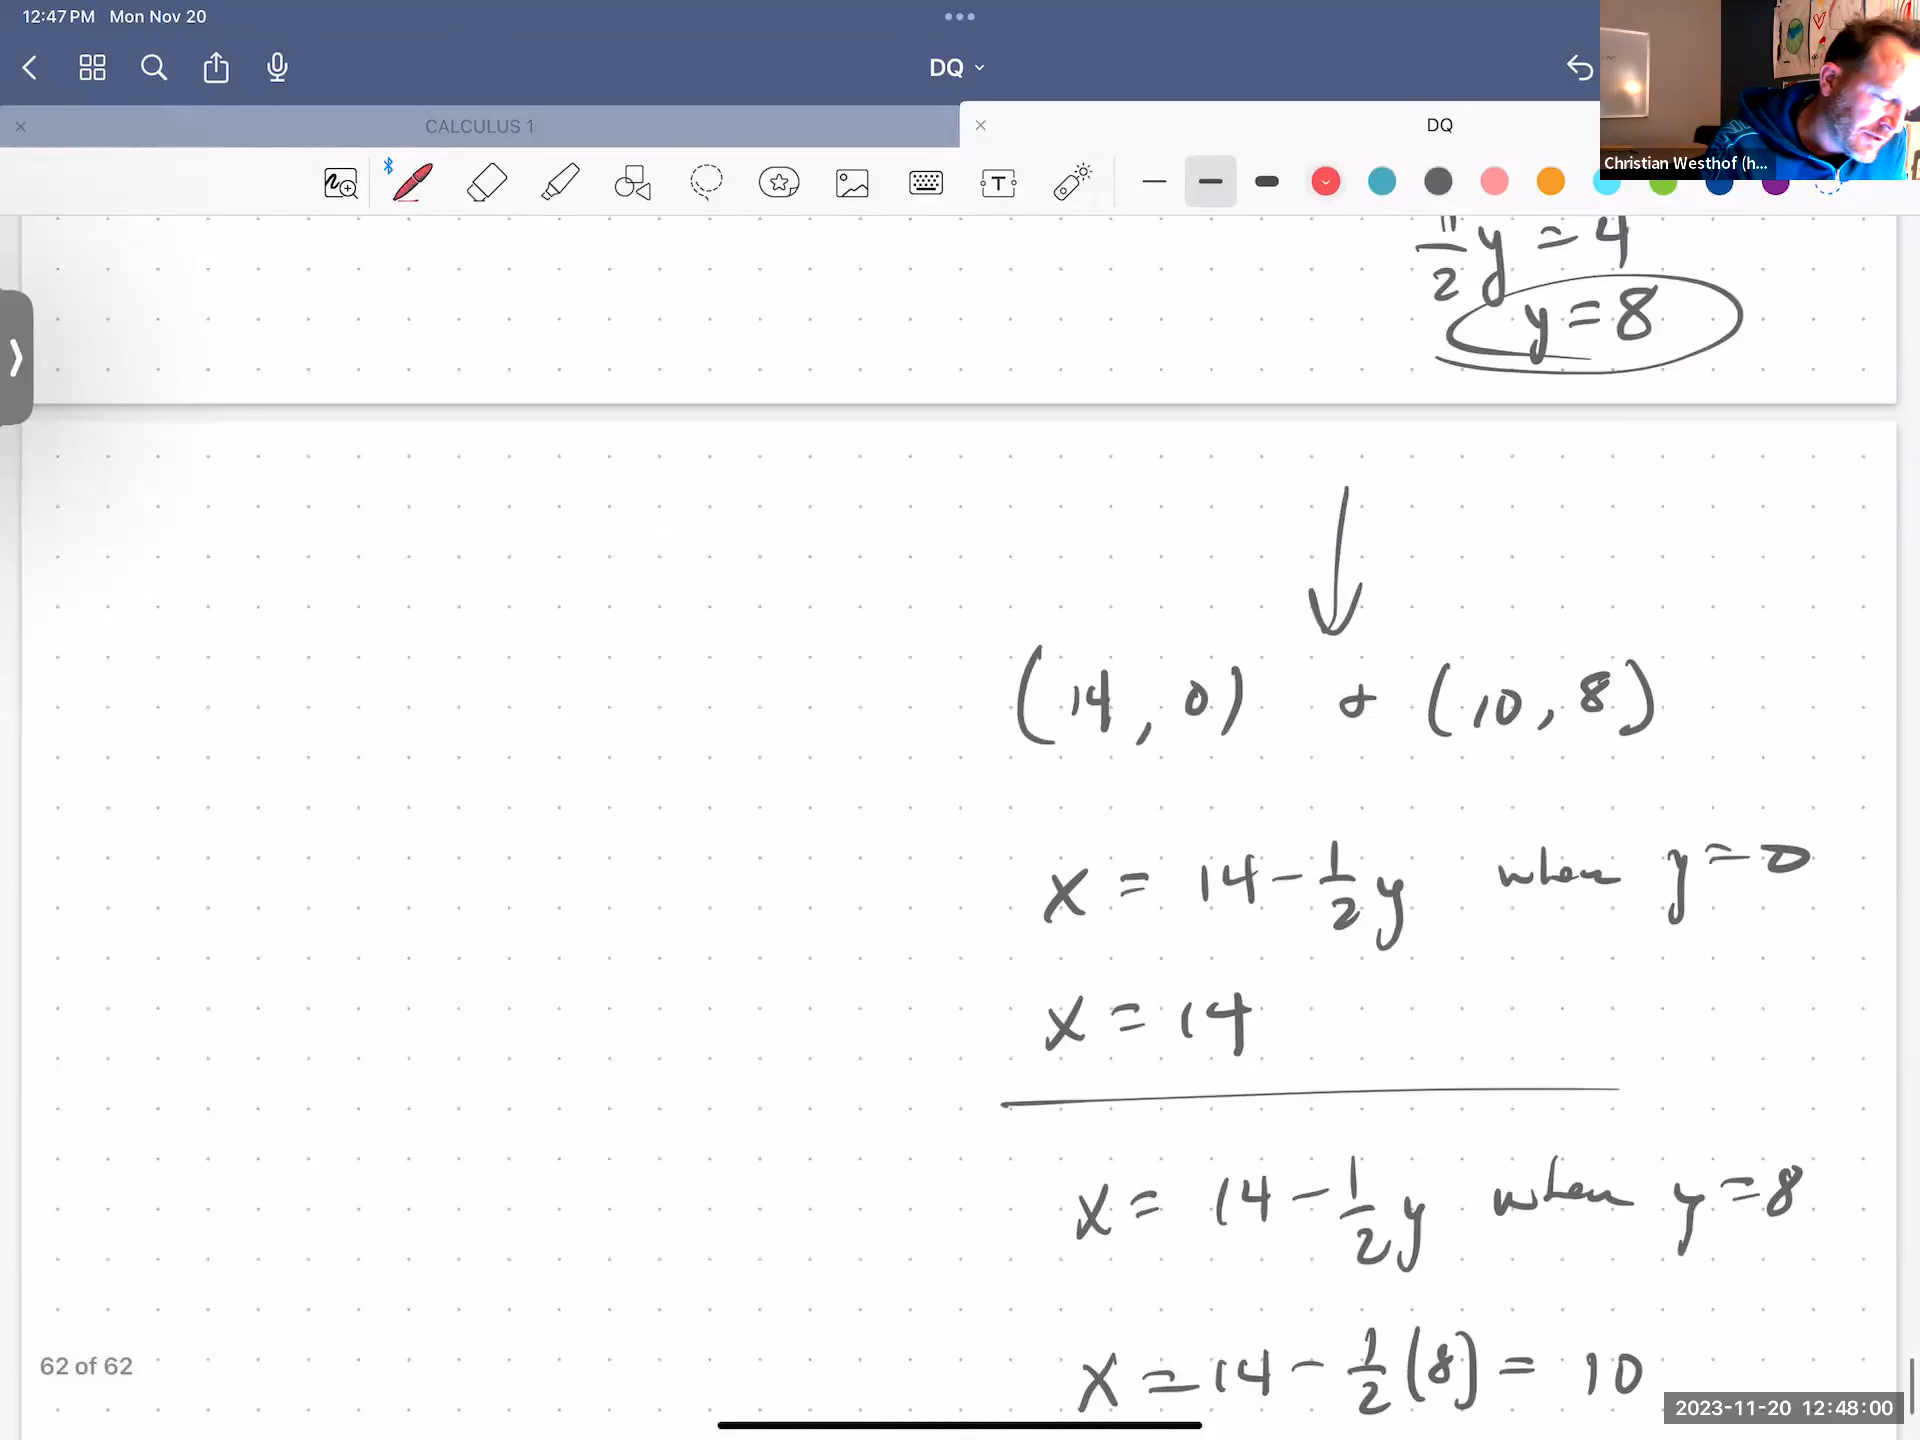 12:47 PM Mon Nov 20
DQ
CALCULUS 1
DQ
Christian Westhof (h...
T
2 y = 4
y = 8
(14, 0) + (10, 8)
x = 14 - 1/2 y when y = 0
x = 14
x = 14 - 1/2 y when y = 8
x = 14 - 1/2 (8) = 10
62 of 62
2023-11-20 12:48:00